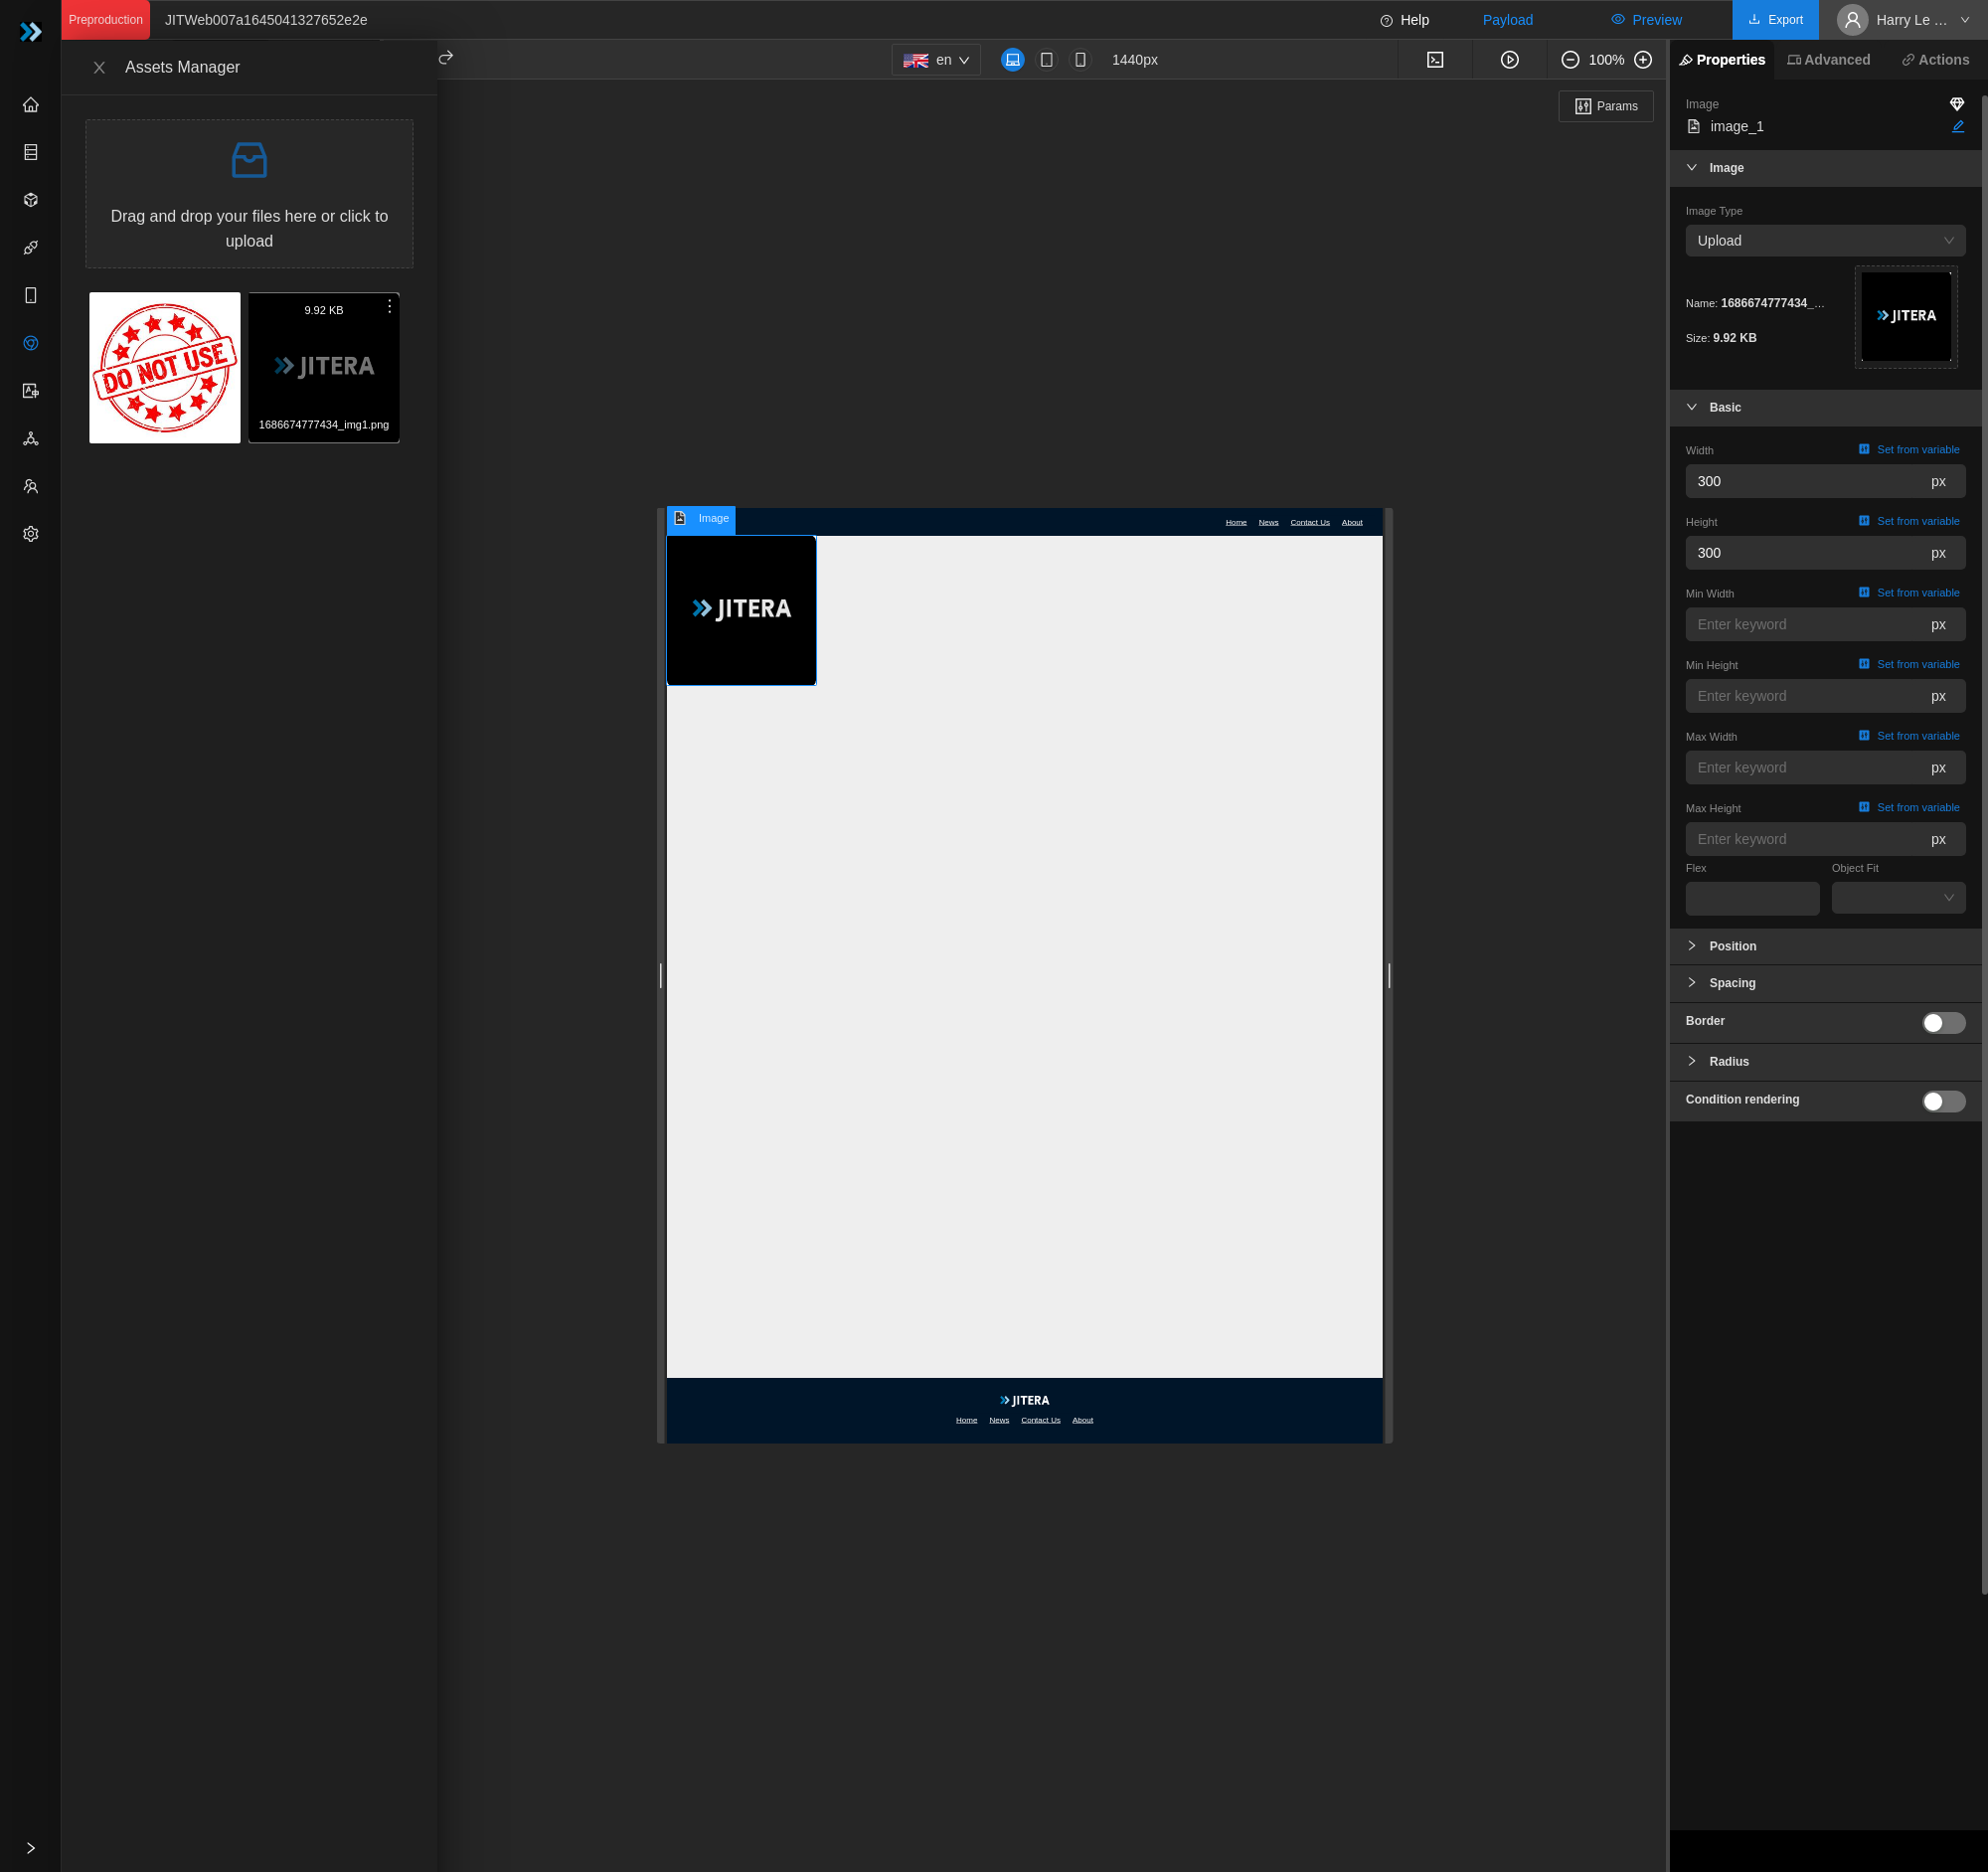 Preproduction
JITWeb007a1645041327652e2e
Help
Payload
Preview
Export
Harry Le ...
Assets Manager
en
1440px
100%
Properties
Advanced
Actions
Params
Drag and drop your files here or click to
upload
DO NOT USE
9.92 KB
JITERA
1686674777434_img1.png
Image
Home
News
Contact Us
About
JITERA
JITERA
Home
News
Contact Us
About
Image
image_1
Image
Image Type
Upload
Name: 1686674777434_...
Size: 9.92 KB
JITERA
Basic
Width
Set from variable
300
px
Height
Set from variable
300
px
Min Width
Set from variable
Enter keyword
px
Min Height
Set from variable
Enter keyword
px
Max Width
Set from variable
Enter keyword
px
Max Height
Set from variable
Enter keyword
px
Flex
Object Fit
Position
Spacing
Border
Radius
Condition rendering